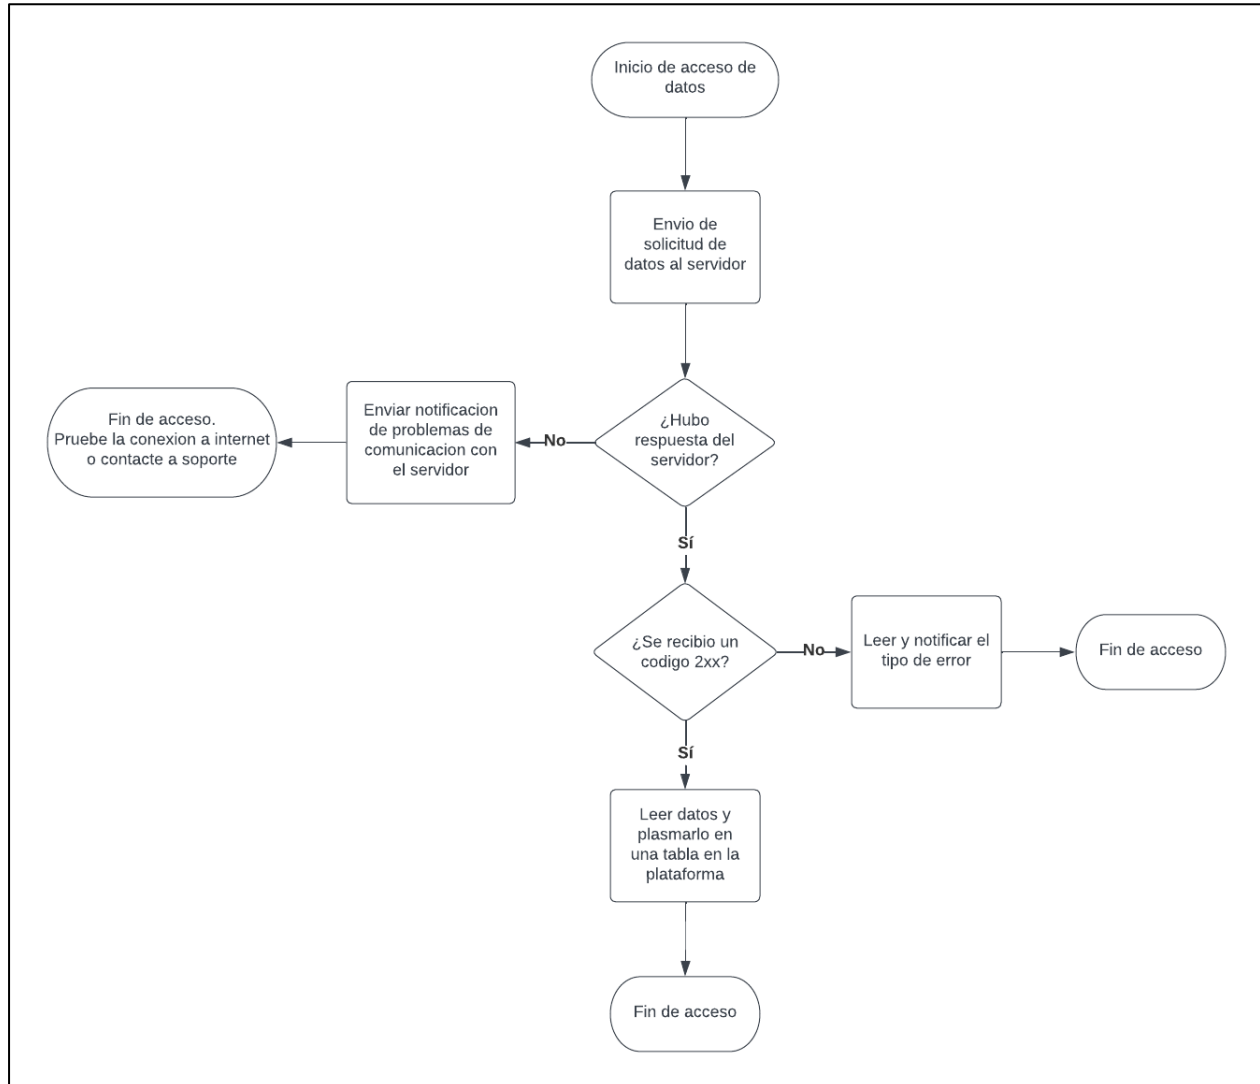 Inicio de acceso de
datos
Envio de
solicitud de
datos al servidor
¿Hubo
respuesta del
servidor?
No
Enviar notificacion
de problemas de
comunicacion con
el servidor
Fin de acceso.
Pruebe la conexion a internet
o contacte a soporte
Sí
¿Se recibio un
codigo 2xx?
No
Leer y notificar el
tipo de error
Fin de acceso
Sí
Leer datos y
plasmarlo en
una tabla en la
plataforma
Fin de acceso